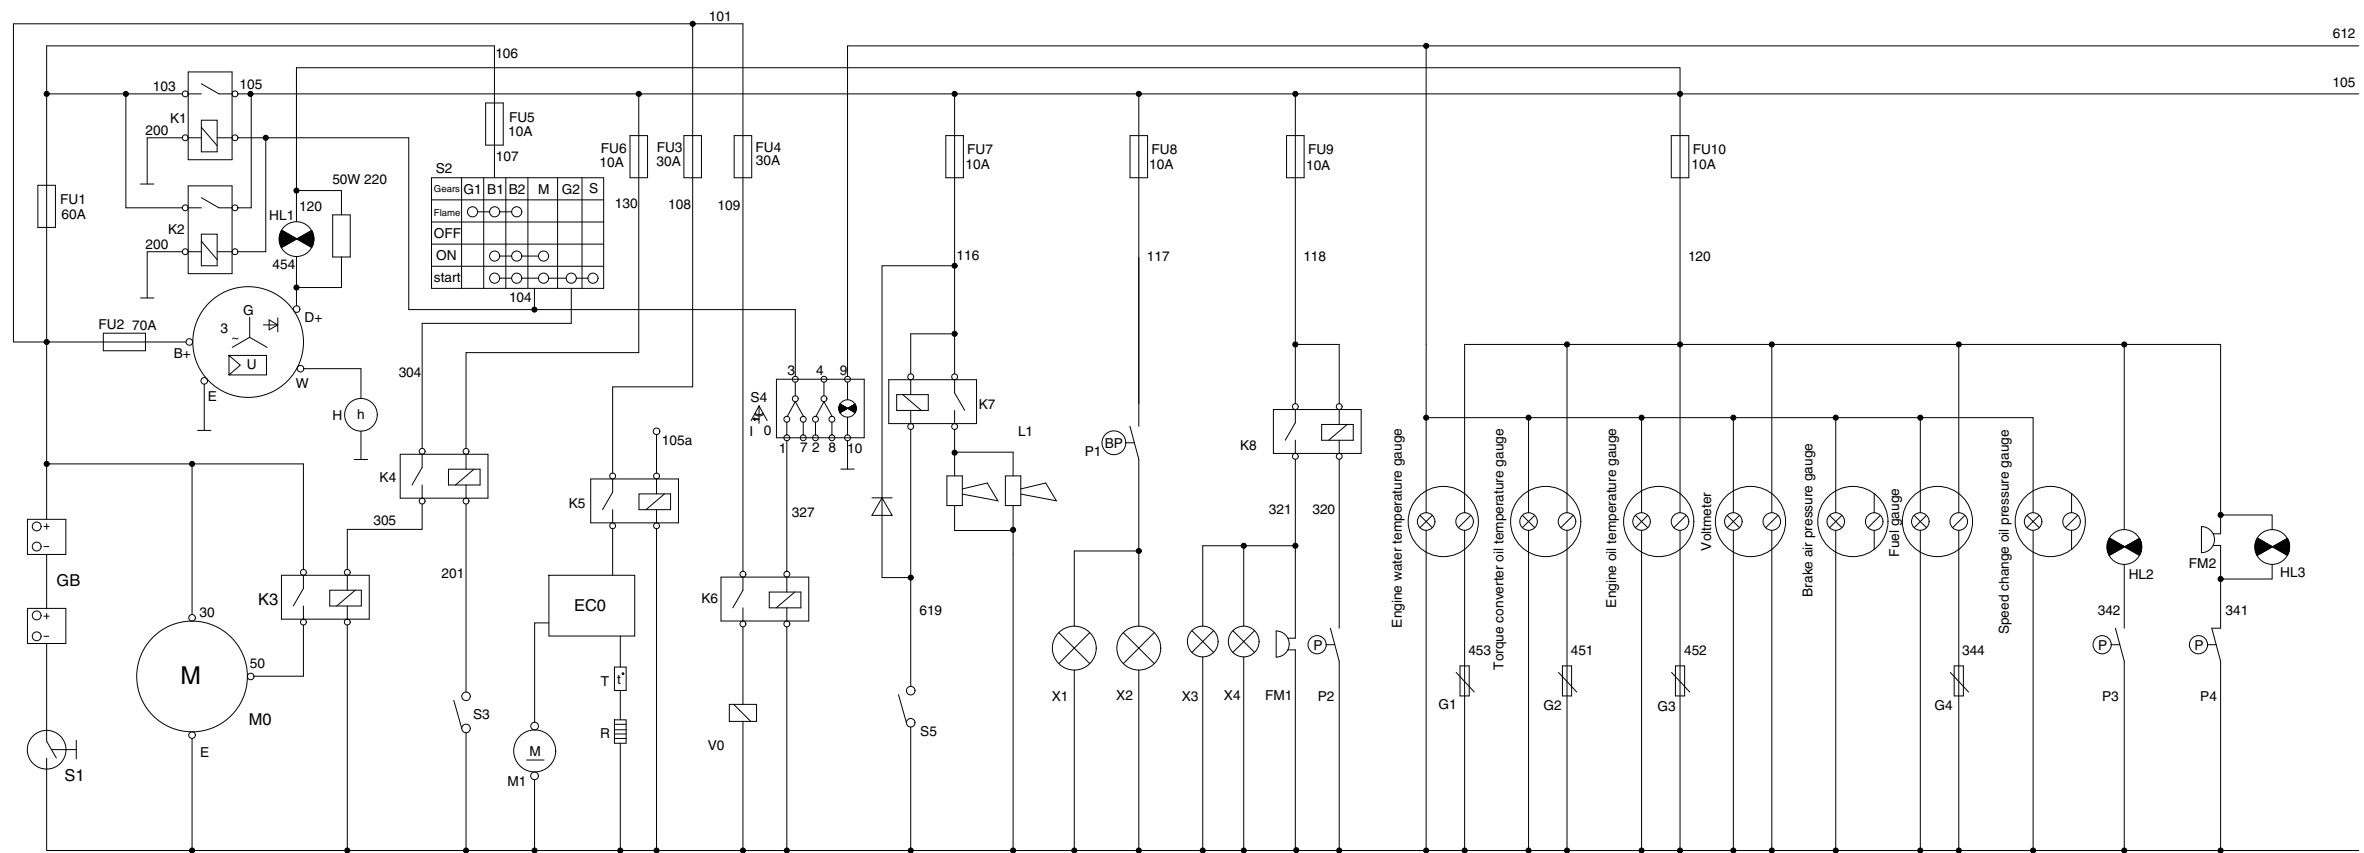 101
612
106
103
105
105
K1
200
FU5
10A
107
FU6
10A
FU3
30A
FU4
30A
FU7
10A
FU8
10A
FU9
10A
FU10
10A
S2
Gears G1 B1 B2 M G2 S
Flame
OFF
ON
start
104
50W 220
FU1
60A
HL1
120
K2
200
454
130
108
109
116
117
118
120
G
3
~
U
D+
FU2 70A
B+
E
W
H
h
304
3 4 9
S4
I 0
1 7 2 8 10
K7
L1
K8
BP
P1
105a
K4
K5
305
327
321
320
Engine water temperature gauge
Torque converter oil temperature gauge
Engine oil temperature gauge
Voltmeter
Brake air pressure gauge
Fuel gauge
Speed change oil pressure gauge
+
−
GB
+
−
201
K3
EC0
K6
619
HL2
FM2
HL3
30
342
341
M
50
M0
E
S1
P
P
P
453
451
452
344
T
t°
R
S3
M
M1
V0
S5
X1
X2
X3
X4
FM1
P2
G1
G2
G3
G4
P3
P4